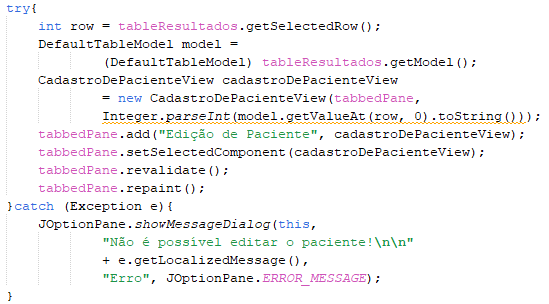 try{
    int row = tableResultados.getSelectedRow();
    DefaultTableModel model =
            (DefaultTableModel) tableResultados.getModel();
    CadastroDePacienteView cadastroDePacienteView
            = new CadastroDePacienteView(tabbedPane,
            Integer.parseInt(model.getValueAt(row, 0).toString()));
    tabbedPane.add("Edição de Paciente", cadastroDePacienteView);
    tabbedPane.setSelectedComponent(cadastroDePacienteView);
    tabbedPane.revalidate();
    tabbedPane.repaint();
}catch (Exception e){
    JOptionPane.showMessageDialog(this,
            "Não é possível editar o paciente!\n\n"
            + e.getLocalizedMessage(),
            "Erro", JOptionPane.ERROR_MESSAGE);
}